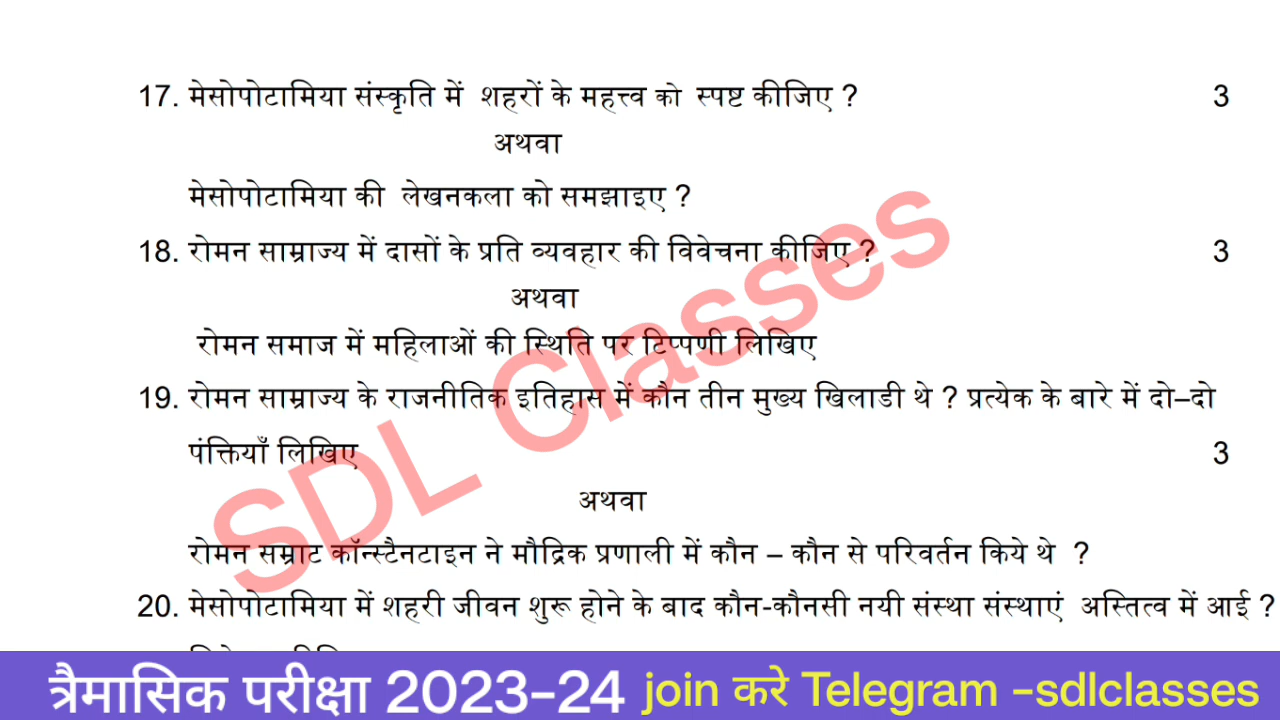 17. मेसोपोटामिया संस्कृति में शहरों के महत्त्व को स्पष्ट कीजिए ? 3
अथवा
मेसोपोटामिया की लेखनकला को समझाइए ?
18. रोमन साम्राज्य में दासों के प्रति व्यवहार की विवेचना कीजिए ? 3
अथवा
रोमन समाज में महिलाओं की स्थिति पर टिप्पणी लिखिए
19. रोमन साम्राज्य के राजनीतिक इतिहास में कौन तीन मुख्य खिलाडी थे ? प्रत्येक के बारे में दो–दो
पंक्तियाँ लिखिए 3
अथवा
रोमन सम्राट कॉन्स्टैनटाइन ने मौद्रिक प्रणाली में कौन – कौन से परिवर्तन किये थे ?
20. मेसोपोटामिया में शहरी जीवन शुरू होने के बाद कौन-कौनसी नयी संस्था संस्थाएं अस्तित्व में आई ?
SDL Classes
त्रैमासिक परीक्षा 2023-24 join करे Telegram -sdlclasses